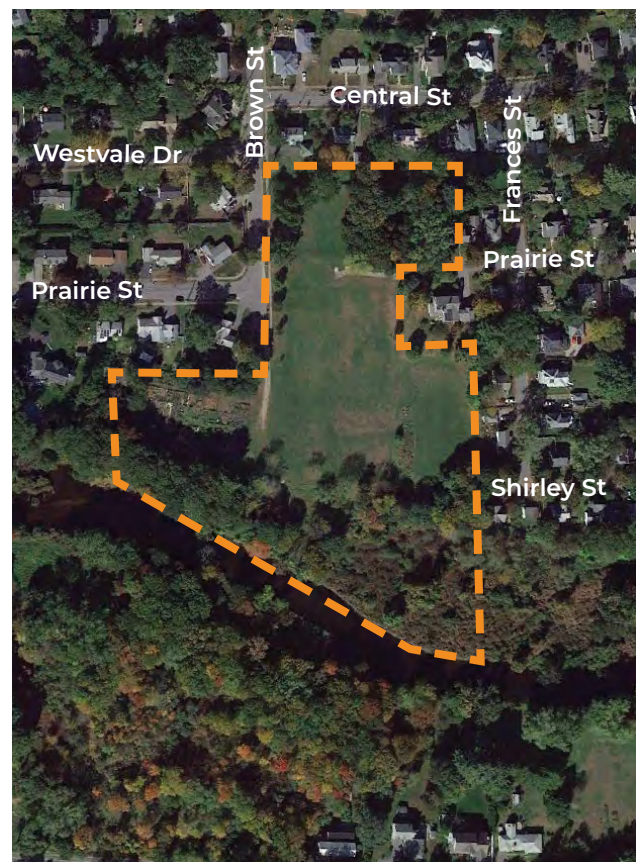 Brown St
Central St
Frances St
Westvale Dr
Prairie St
Prairie St
Shirley St